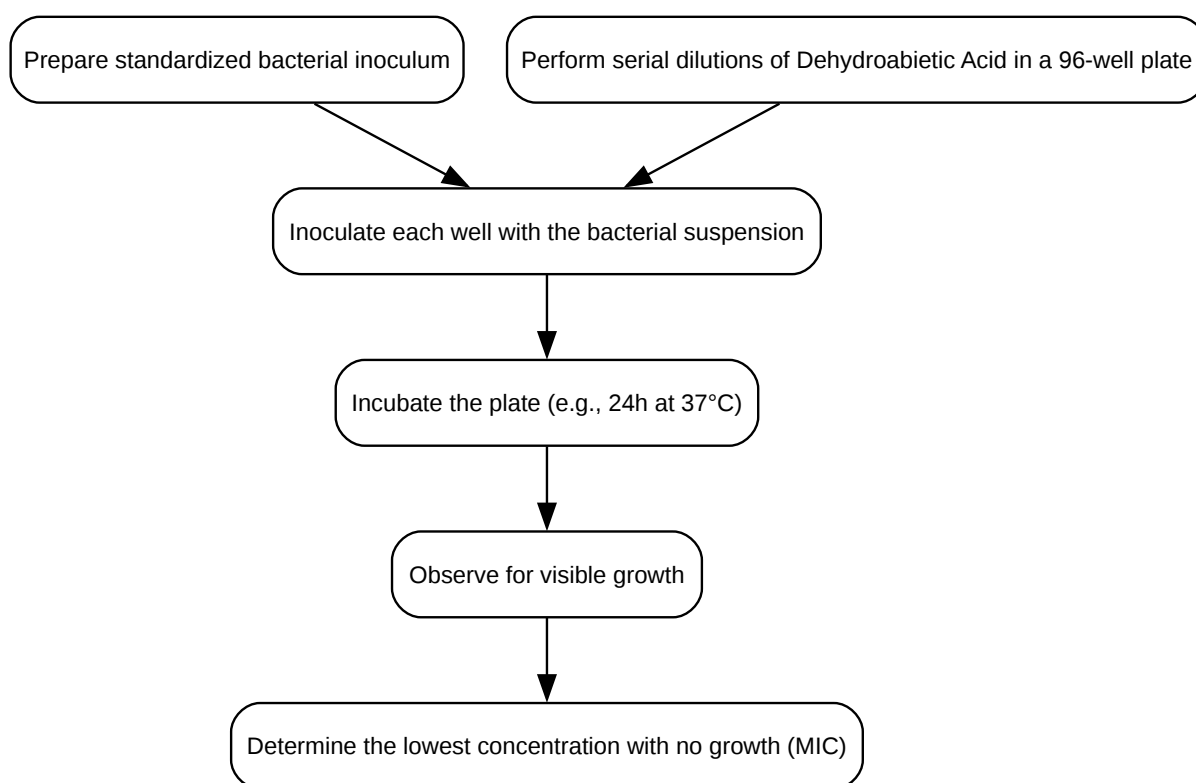 Prepare standardized bacterial inoculum
Perform serial dilutions of Dehydroabietic Acid in a 96-well plate
Inoculate each well with the bacterial suspension
Incubate the plate (e.g., 24h at 37°C)
Observe for visible growth
Determine the lowest concentration with no growth (MIC)